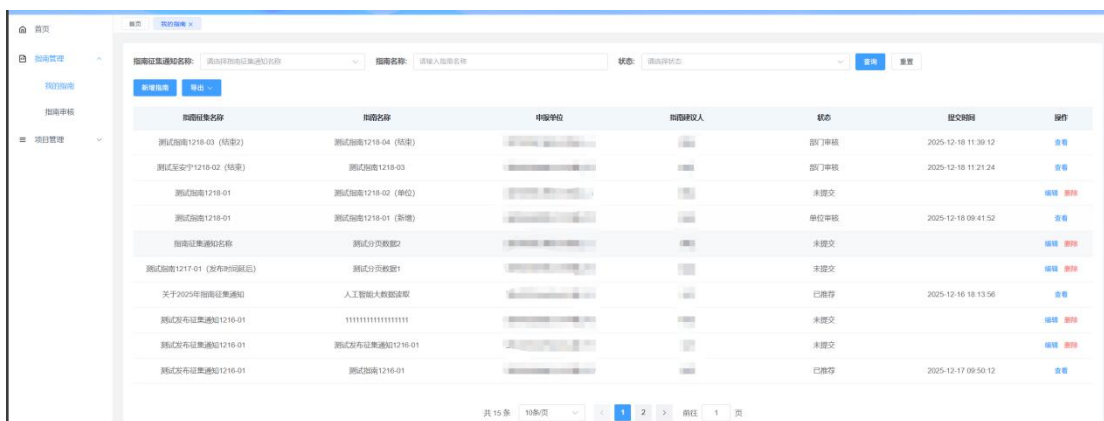 首页
首页 我的指南 ×
指南管理
指南征集通知名称: 请选择指南征集通知名称 指南名称: 请输入指南名称 状态: 请选择状态 查询 重置
我的指南
新增指南 导出
指南审核
指南征集名称 指南名称 申报单位 指南建议人 状态 提交时间 操作
项目管理
测试指南1218-03（结束2） 测试指南1218-04（结束） 部门审核 2025-12-18 11:39:12 查看
测试至安宁1218-02（结束） 测试指南1218-03 部门审核 2025-12-18 11:21:24 查看
测试指南1218-01 测试指南1218-02（单位） 未提交 编辑 删除
测试指南1218-01 测试指南1218-01（新增） 单位审核 2025-12-18 09:41:52 查看
指南征集通知名称 测试分页数据2 未提交 编辑 删除
测试指南1217-01（发布时间延后） 测试分页数据1 未提交 编辑 删除
关于2025年指南征集通知 人工智能大数据读取 已推荐 2025-12-16 18:13:56 查看
测试发布征集通知1216-01 111111111111111111 未提交 编辑 删除
测试发布征集通知1216-01 测试发布征集通知1216-01 未提交 编辑 删除
测试发布征集通知1216-01 测试指南1216-01 已推荐 2025-12-17 09:50:12 查看
共 15 条 10条/页 1 2 前往 1 页